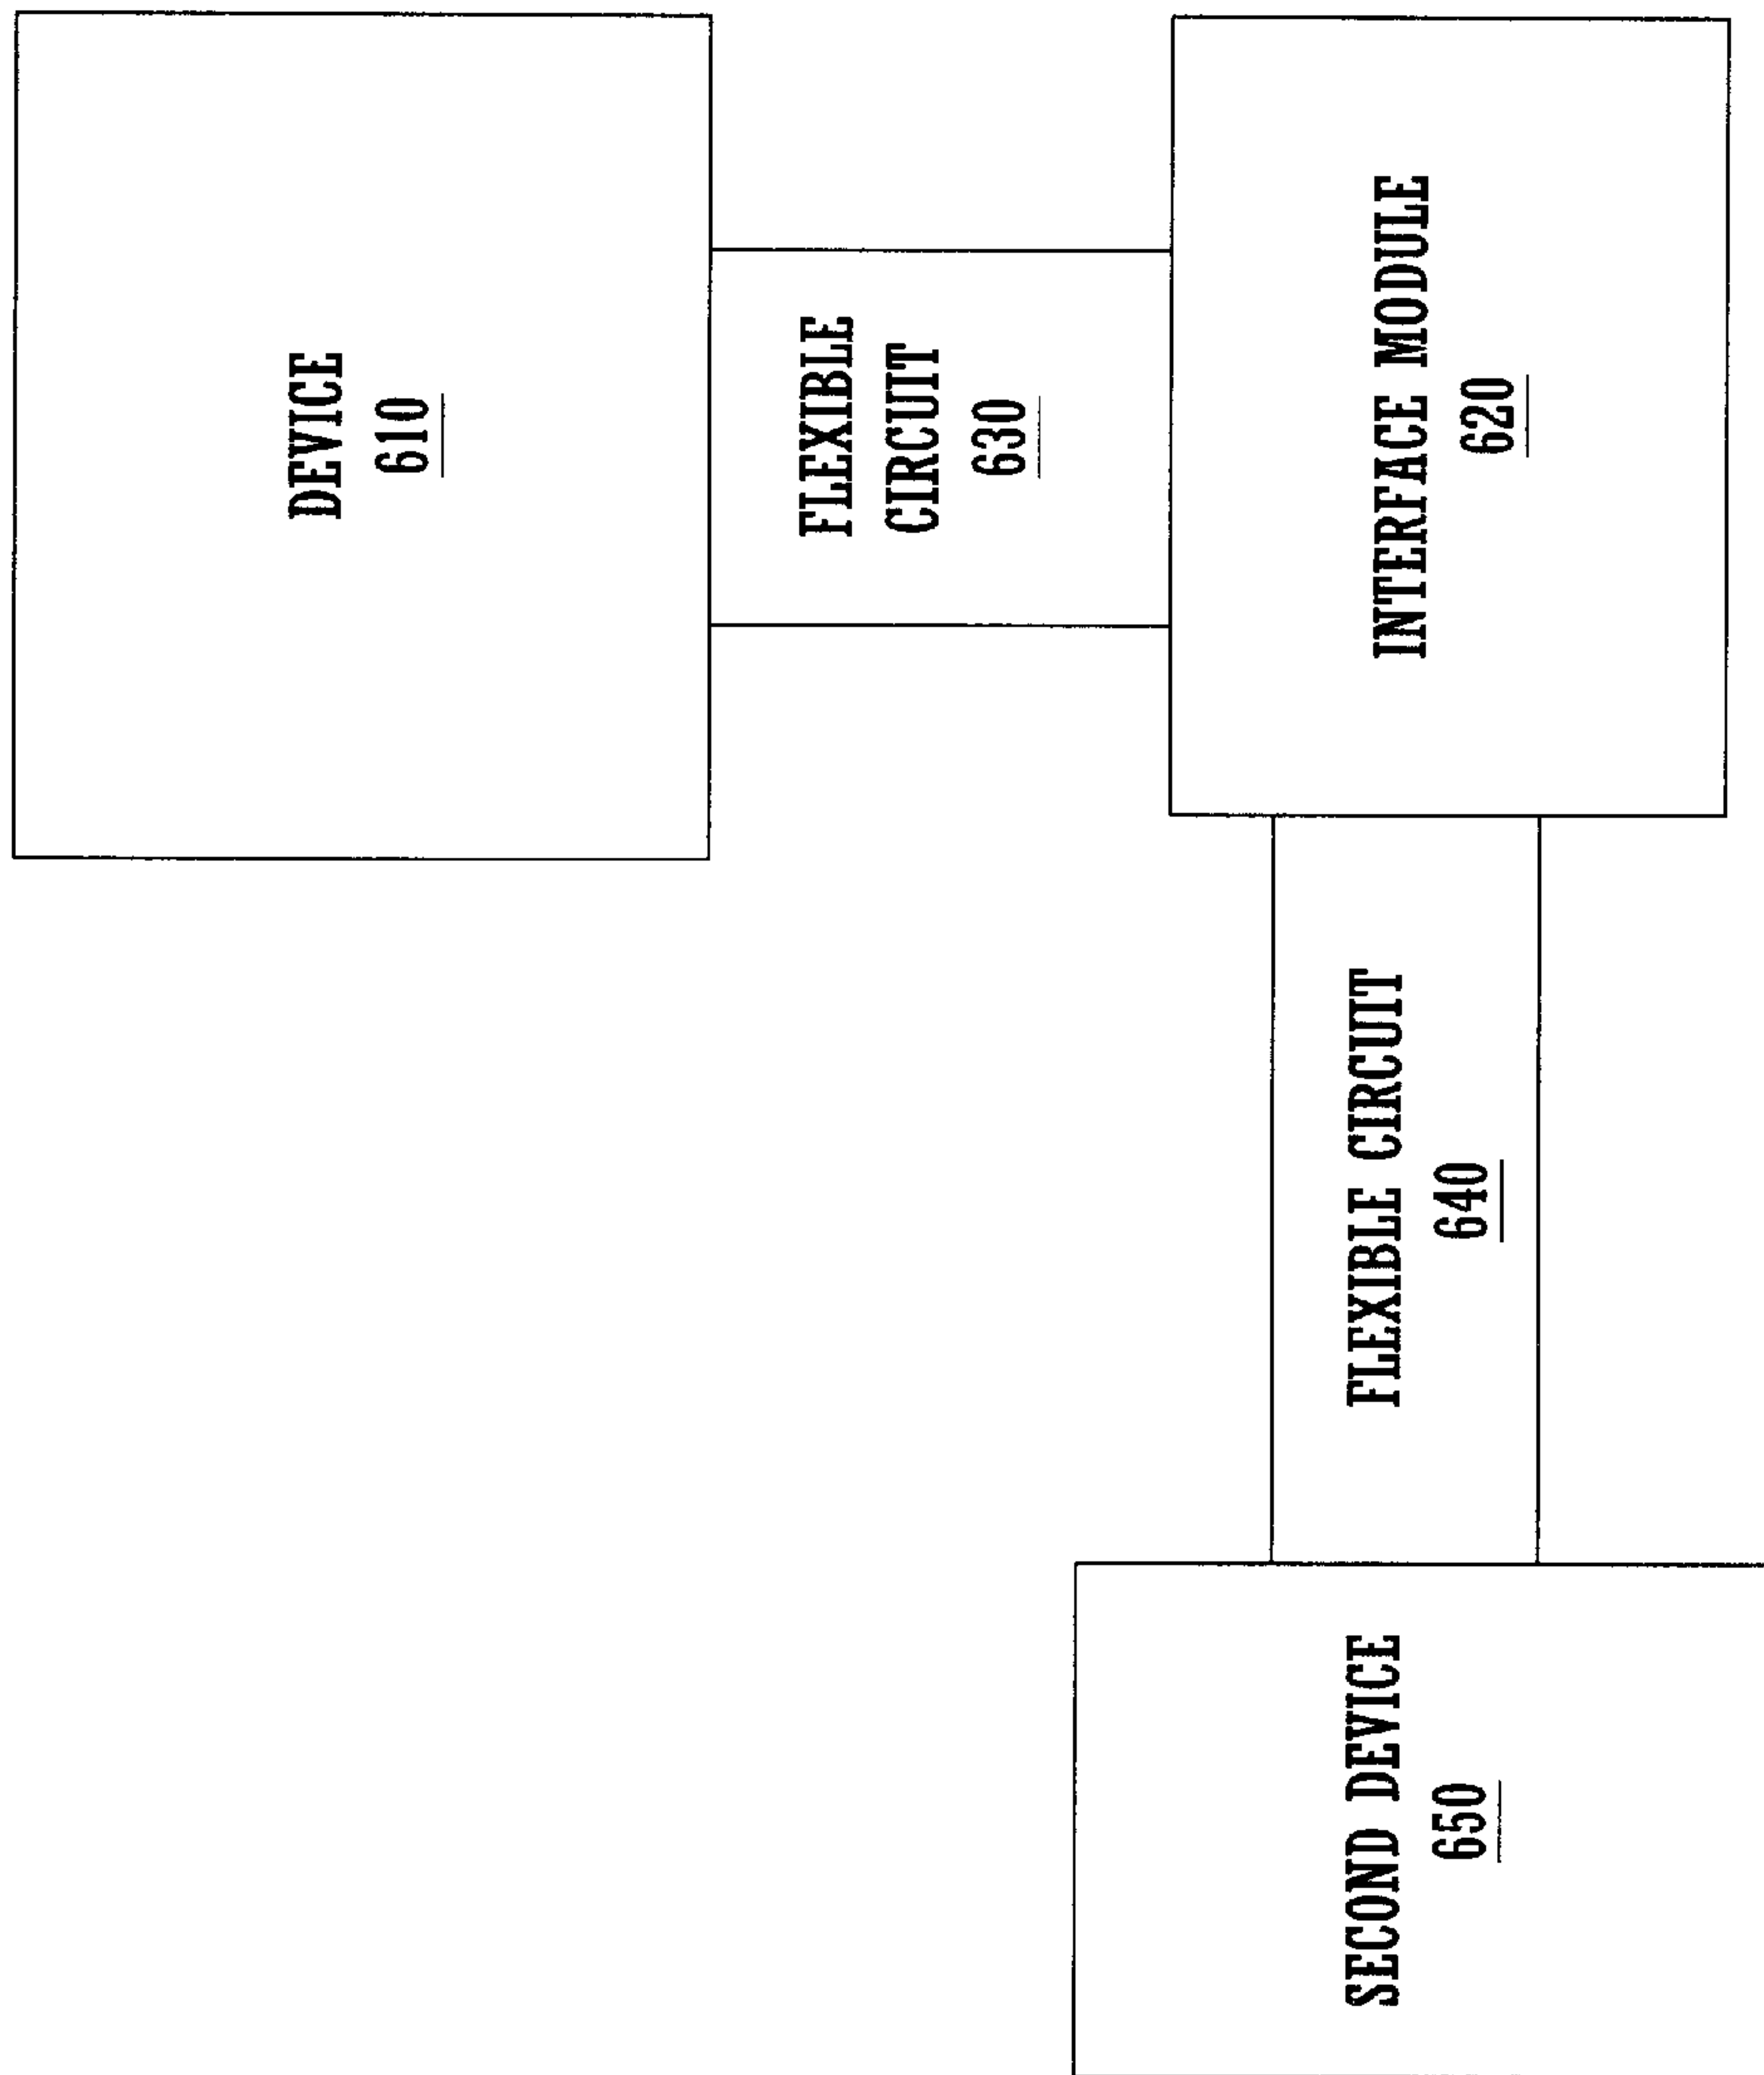 DEVICE
610
FLEXIBLE
CIRCUIT
630
SECOND DEVICE
650
FLEXIBLE CIRCUIT
640
INTERFACE MODULE
620